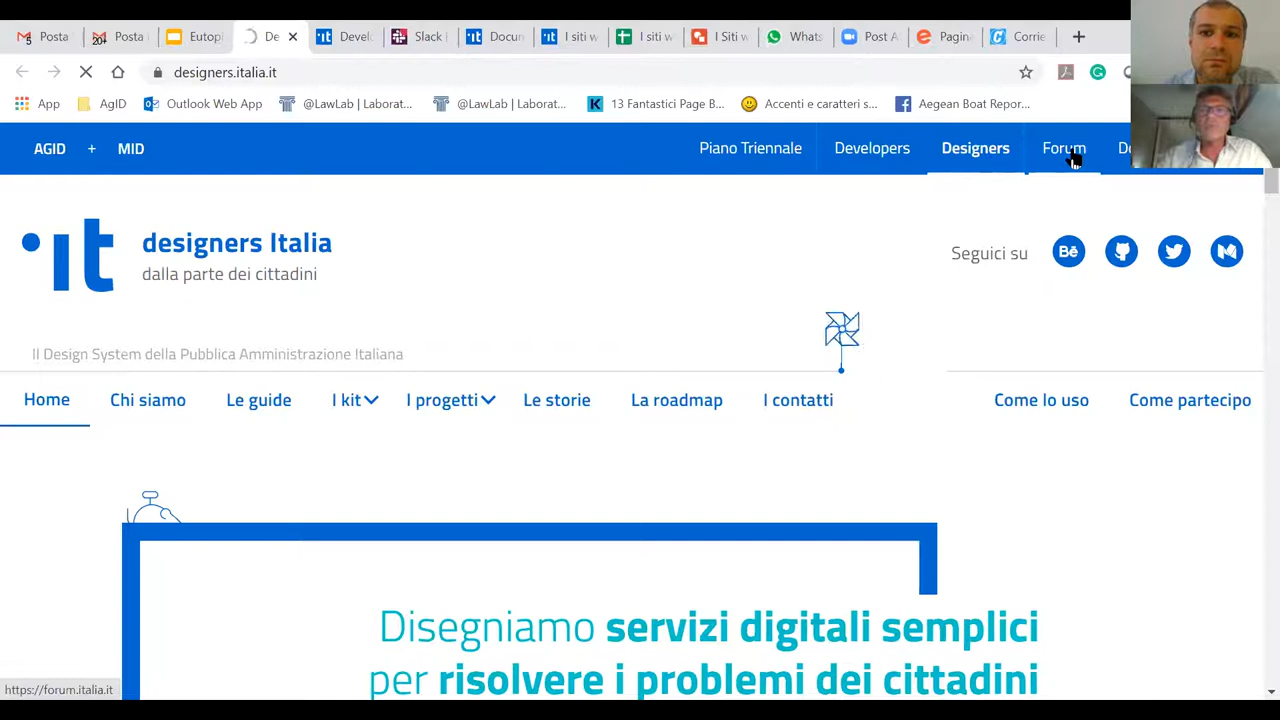 5 Posta
20+ Posta
Eutopi
De
Devel
Slack
Docun
I siti w
I siti w
I Siti w
Whats
Post A
Pagin
Corrie
designers.italia.it
App
AgID
Outlook Web App
@LawLab | Laborat...
@LawLab | Laborat...
13 Fantastici Page B...
Accenti e caratteri s...
Aegean Boat Repor...
AGID + MID
Piano Triennale
Developers
Designers
Forum
it
designers Italia
dalla parte dei cittadini
Seguici su
Bē
Il Design System della Pubblica Amministrazione Italiana
Home
Chi siamo
Le guide
I kit
I progetti
Le storie
La roadmap
I contatti
Come lo uso
Come partecipo
Disegniamo servizi digitali semplici
per risolvere i problemi dei cittadini
https://forum.italia.it